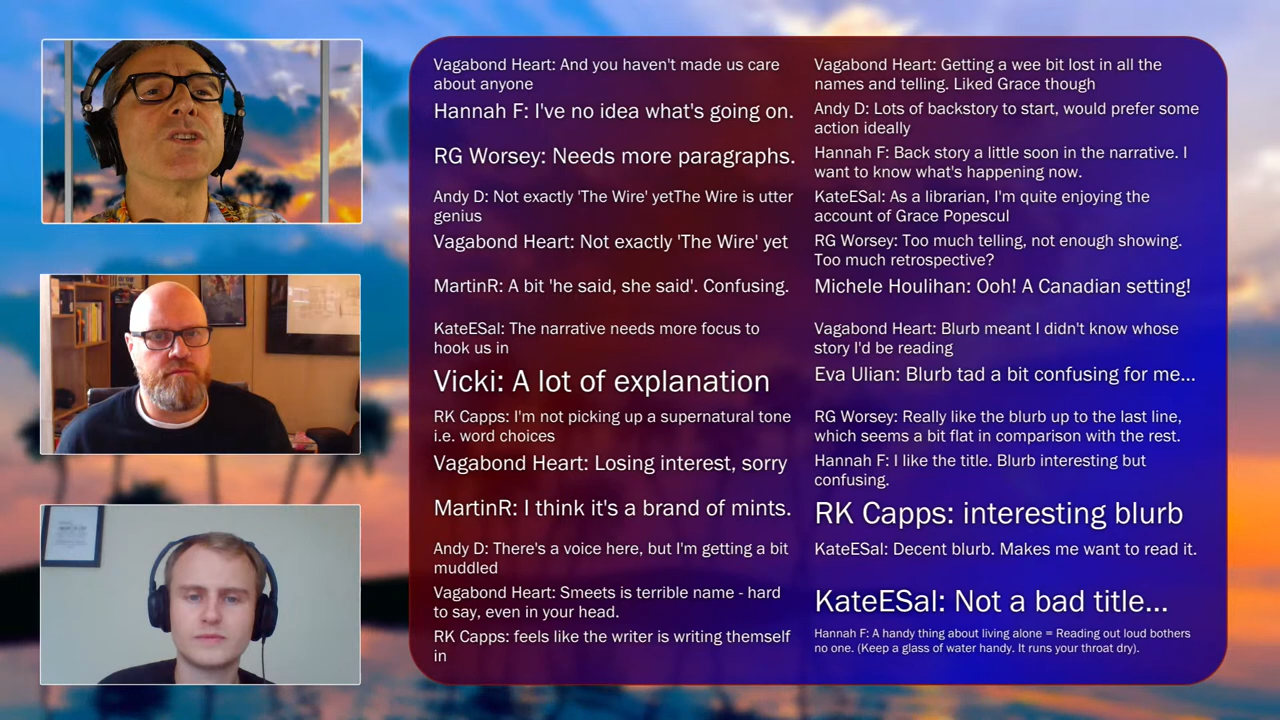 Vagabond Heart: And you haven't made us care
about anyone
Hannah F: I've no idea what's going on.
RG Worsey: Needs more paragraphs.
Andy D: Not exactly 'The Wire' yetThe Wire is utter
genius
Vagabond Heart: Not exactly 'The Wire' yet
MartinR: A bit 'he said, she said'. Confusing.
KateESal: The narrative needs more focus to
hook us in
Vicki: A lot of explanation
RK Capps: I'm not picking up a supernatural tone
i.e. word choices
Vagabond Heart: Losing interest, sorry
MartinR: I think it's a brand of mints.
Andy D: There's a voice here, but I'm getting a bit
muddled
Vagabond Heart: Smeets is terrible name - hard
to say, even in your head.
RK Capps: feels like the writer is writing themself
in
Vagabond Heart: Getting a wee bit lost in all the
names and telling. Liked Grace though
Andy D: Lots of backstory to start, would prefer some
action ideally
Hannah F: Back story a little soon in the narrative. I
want to know what's happening now.
KateESal: As a librarian, I'm quite enjoying the
account of Grace Popescul
RG Worsey: Too much telling, not enough showing.
Too much retrospective?
Michele Houlihan: Ooh! A Canadian setting!
Vagabond Heart: Blurb meant I didn't know whose
story I'd be reading
Eva Ulian: Blurb tad a bit confusing for me...
RG Worsey: Really like the blurb up to the last line,
which seems a bit flat in comparison with the rest.
Hannah F: I like the title. Blurb interesting but
confusing.
RK Capps: interesting blurb
KateESal: Decent blurb. Makes me want to read it.
KateESal: Not a bad title...
Hannah F: A handy thing about living alone = Reading out loud bothers
no one. (Keep a glass of water handy. It runs your throat dry).